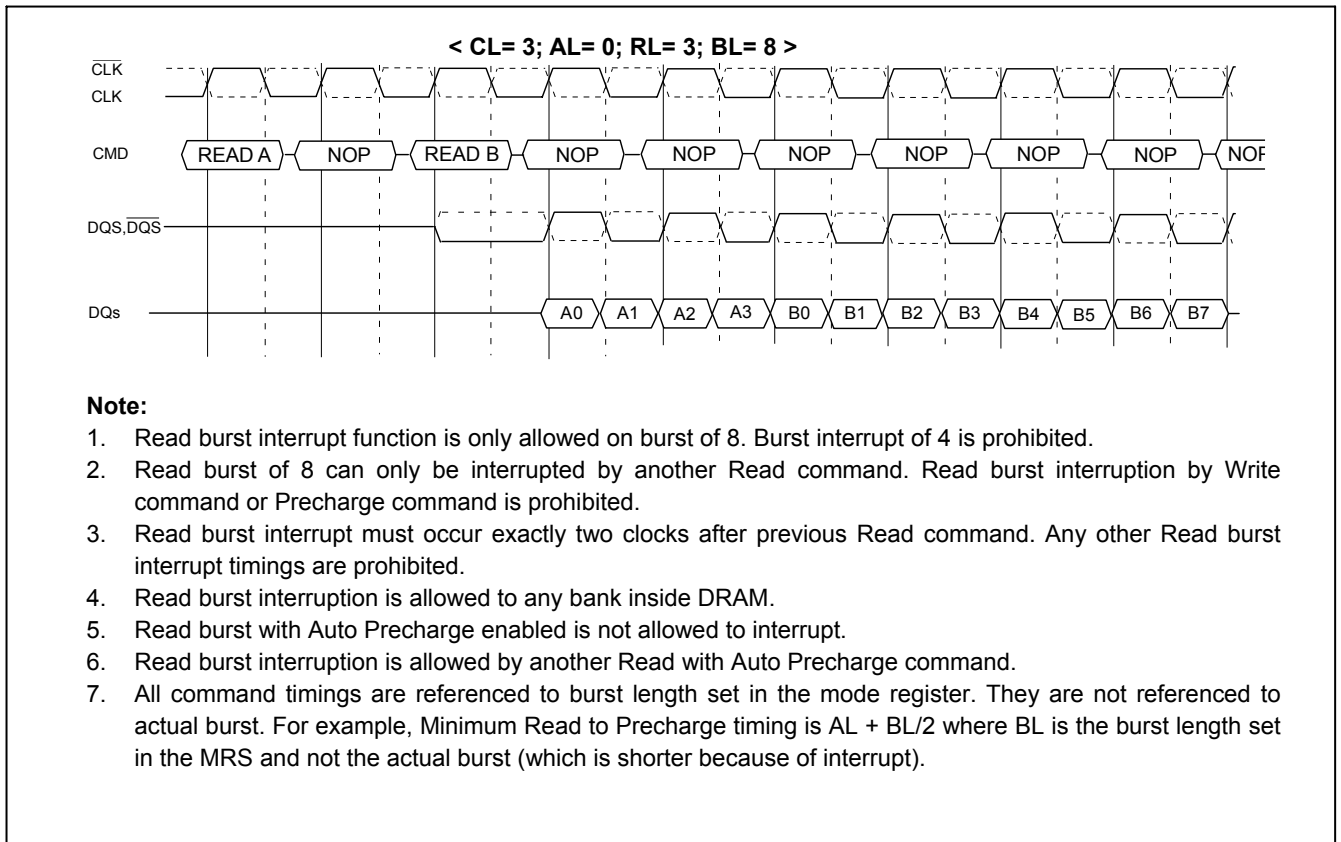 < CL= 3; AL= 0; RL= 3; BL= 8 >
CLK
CLK
CMD READ A NOP READ B NOP NOP NOP NOP NOP NOP NOP
DQS,DQS
DQs A0 A1 A2 A3 B0 B1 B2 B3 B4 B5 B6 B7
Note:
1. Read burst interrupt function is only allowed on burst of 8. Burst interrupt of 4 is prohibited.
2. Read burst of 8 can only be interrupted by another Read command. Read burst interruption by Write
command or Precharge command is prohibited.
3. Read burst interrupt must occur exactly two clocks after previous Read command. Any other Read burst
interrupt timings are prohibited.
4. Read burst interruption is allowed to any bank inside DRAM.
5. Read burst with Auto Precharge enabled is not allowed to interrupt.
6. Read burst interruption is allowed by another Read with Auto Precharge command.
7. All command timings are referenced to burst length set in the mode register. They are not referenced to
actual burst. For example, Minimum Read to Precharge timing is AL + BL/2 where BL is the burst length set
in the MRS and not the actual burst (which is shorter because of interrupt).